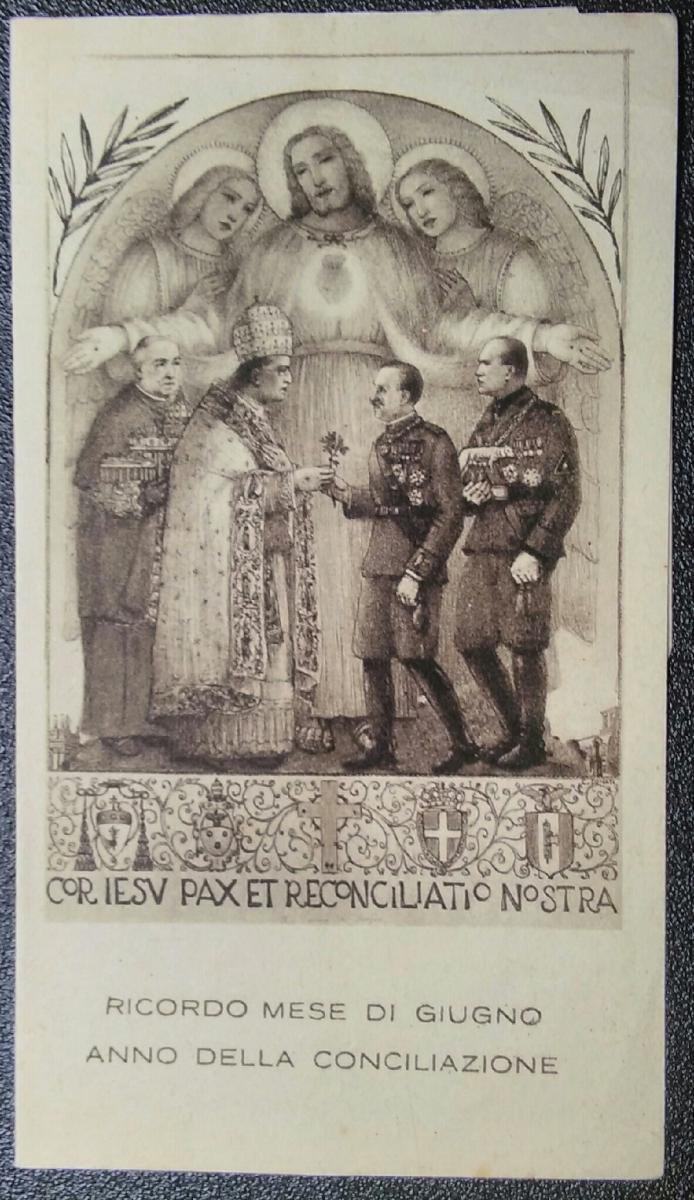 COR IESV PAX ET RECONCILIATIO NOSTRA
RICORDO MESE DI GIUGNO
ANNO DELLA CONCILIAZIONE